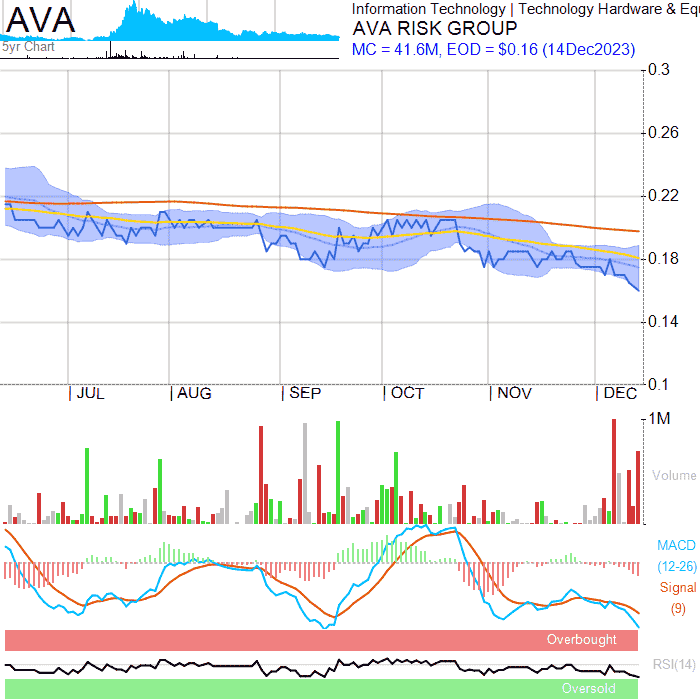 AVA
5yr Chart
Information Technology | Technology Hardware & Equ
AVA RISK GROUP
MC = 41.6M, EOD = $0.16 (14Dec2023)
0.3
0.26
0.22
0.18
0.14
0.1
| JUL | AUG | SEP | OCT | NOV | DEC
1M
Volume
MACD
(12-26)
Signal
(9)
Overbought
RSI(14)
Oversold